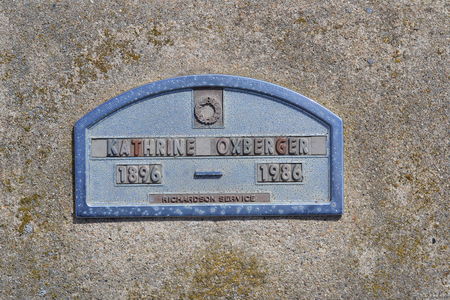 KATHRINE OXBERGER
1896 – 1986
RICHARDSON SERVICE